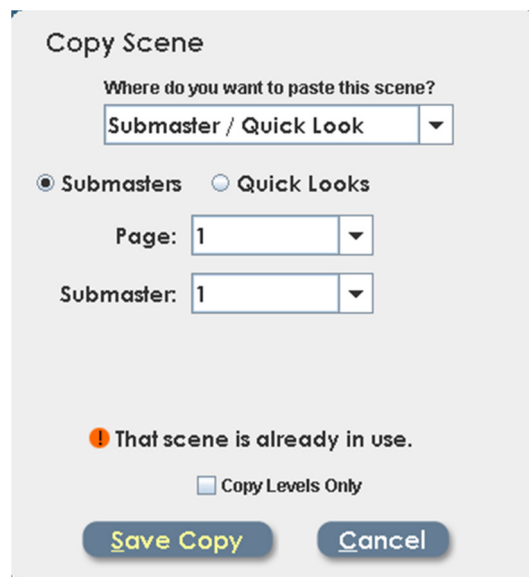 Copy Scene
Where do you want to paste this scene?
Submaster / Quick Look
Submasters Quick Looks
Page: 1
Submaster: 1
! That scene is already in use.
Copy Levels Only
Save Copy Cancel